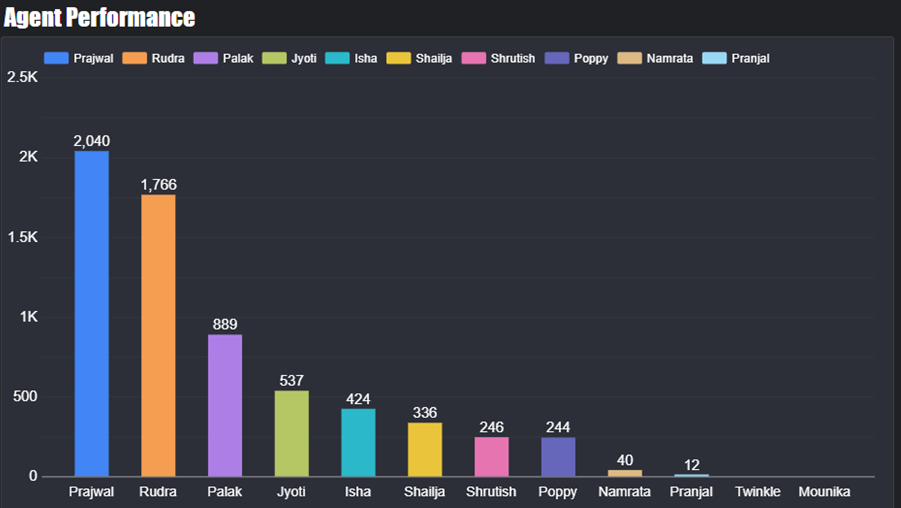 Agent Performance
Prajwal Rudra Palak Jyoti Isha Shailja Shrutish Poppy Namrata Pranjal
2.5K
2,040
2K
1,766
1.5K
1K
889
537
500
424
336
246
244
40
12
0
Prajwal Rudra Palak Jyoti Isha Shailja Shrutish Poppy Namrata Pranjal Twinkle Mounika